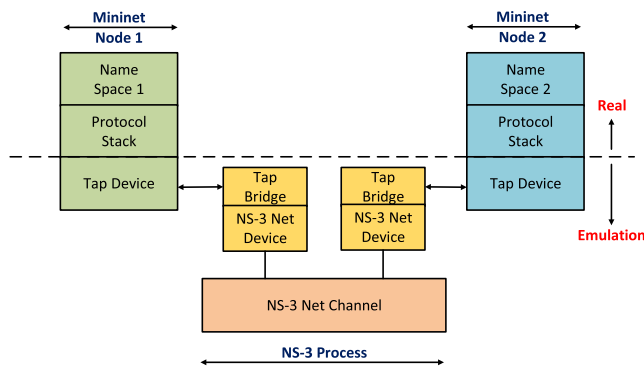 Mininet
Node 1
Mininet
Node 2
Name
Space 1
Name
Space 2
Real
Protocol
Stack
Protocol
Stack
Tap Device
Tap
Bridge
Tap
Bridge
Tap Device
NS-3 Net
Device
NS-3 Net
Device
Emulation
NS-3 Net Channel
NS-3 Process